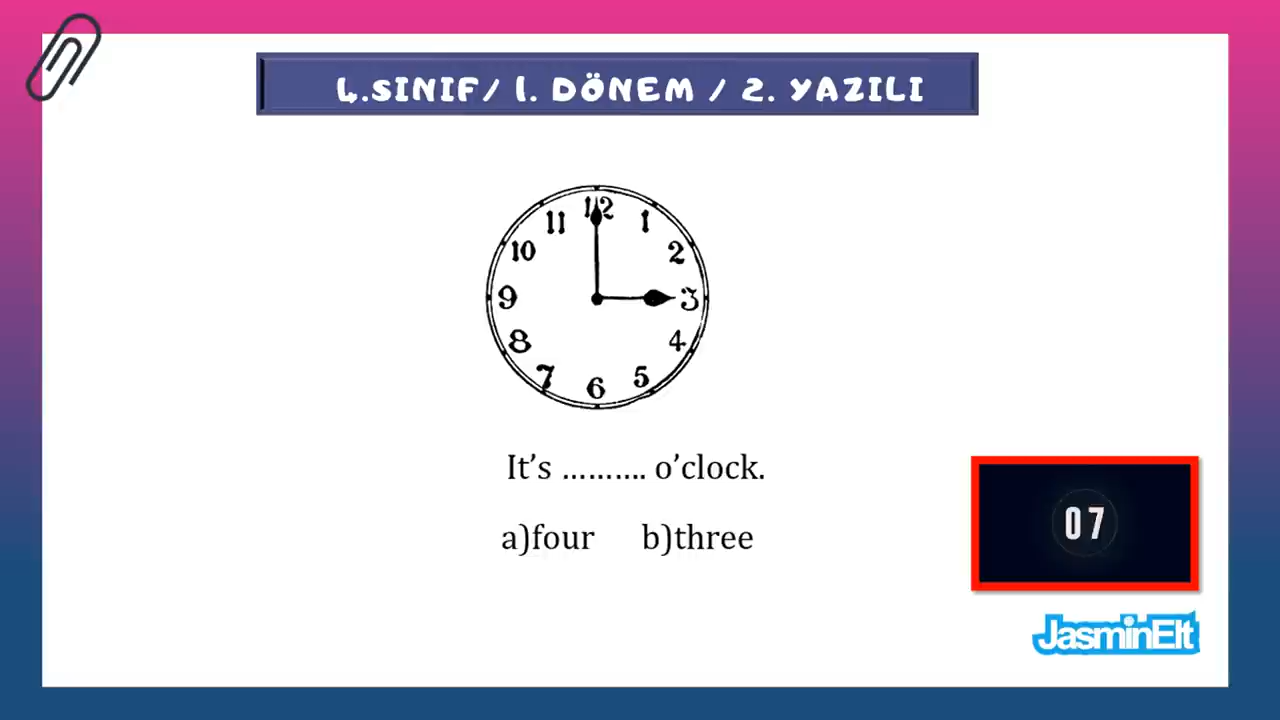 4.SINIF/ 1. DÖNEM / 2. YAZILI
12
11 1
10 2
9 3
8 4
7 5
6
It’s ………. o’clock.
a)four b)three
07
JasminElt